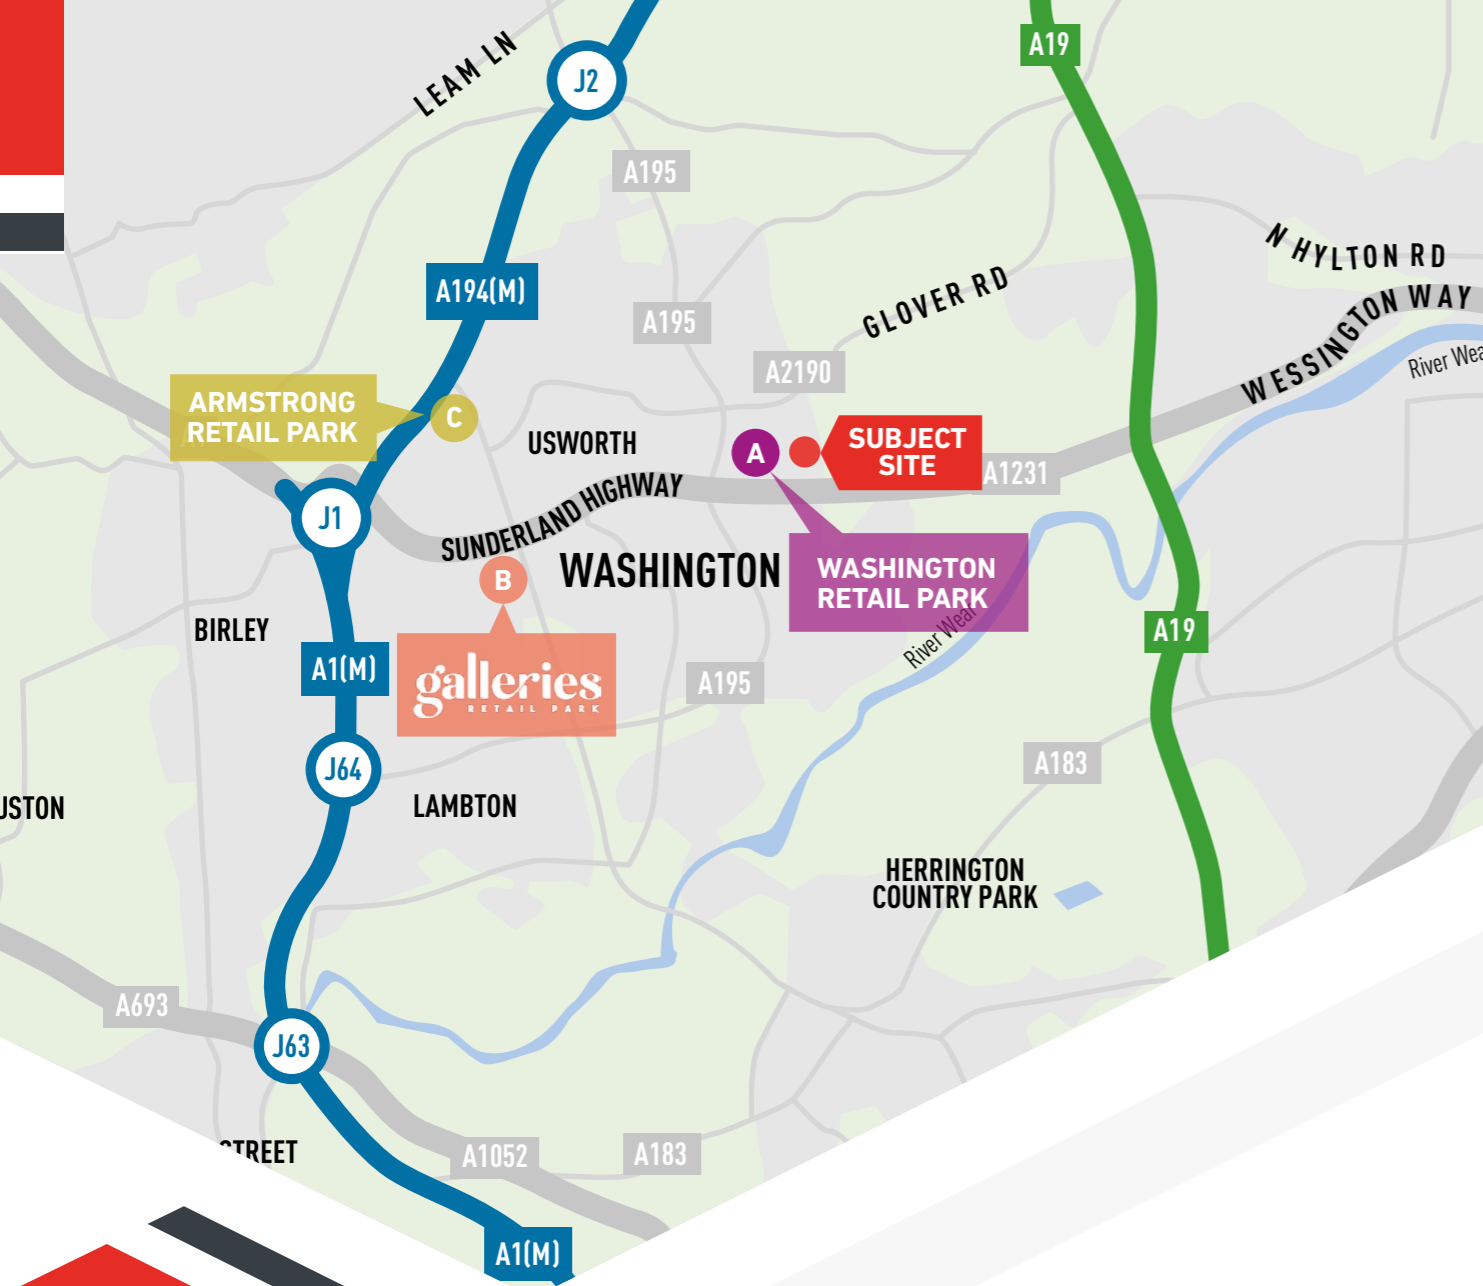 LEAM LN
J2
A19
A195
N HYLTON RD
A194(M)
GLOVER RD
WESSINGTON WAY
A195
River Wea
A2190
ARMSTRONG
RETAIL PARK
C
USWORTH
A
SUBJECT
SITE
A1231
SUNDERLAND HIGHWAY
J1
WASHINGTON
B
WASHINGTON
RETAIL PARK
River Wear
BIRLEY
A19
A1(M)
galleries
RETAIL PARK
A195
J64
A183
USTON
LAMBTON
HERRINGTON
COUNTRY PARK
A693
J63
STREET
A1052
A183
A1(M)